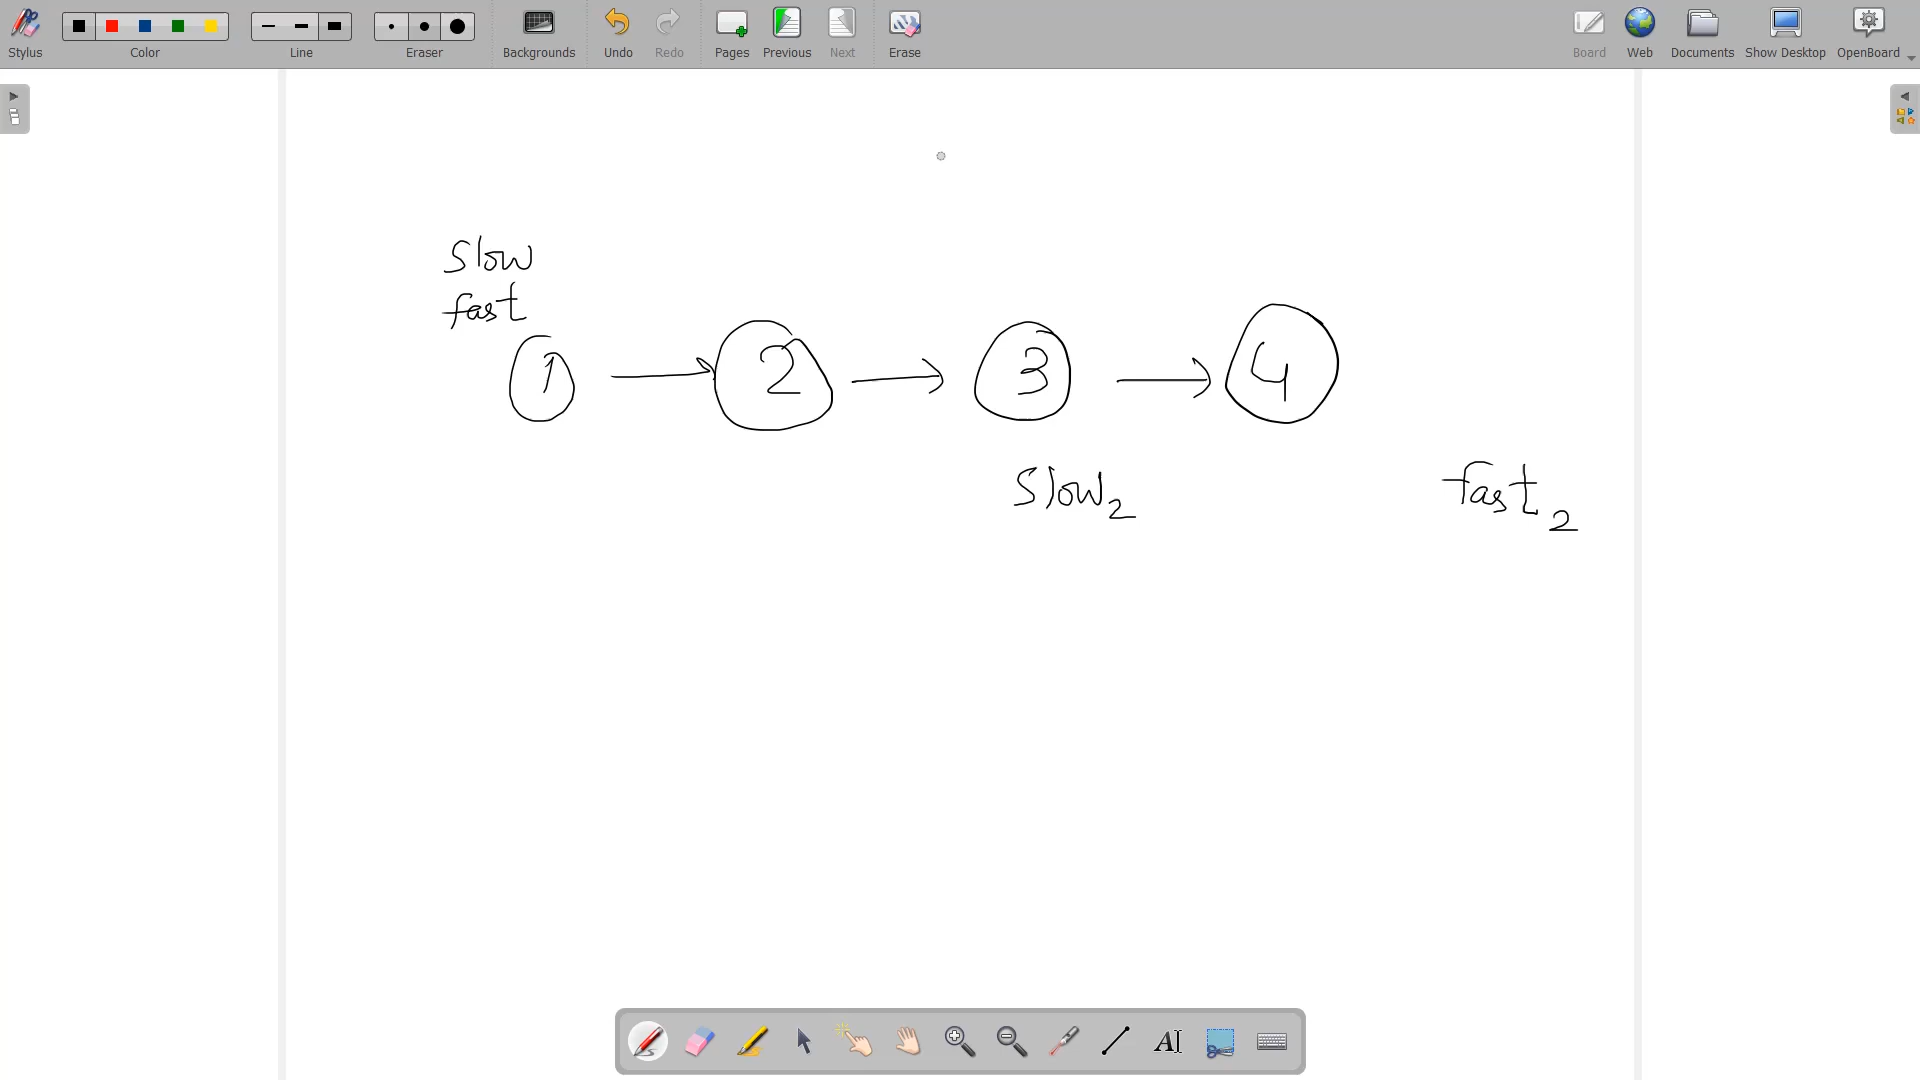 Stylus Color Line Eraser Backgrounds Undo Redo Pages Previous Next Erase Board Web Documents Show Desktop OpenBoard
slow
fast
1 2 3 4
slow2 fast2
A